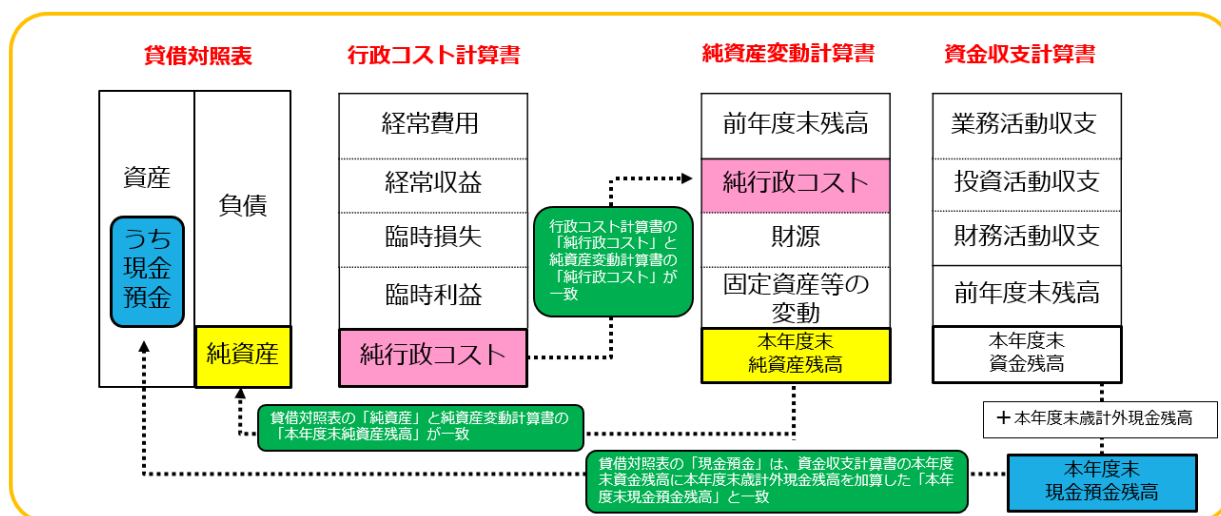 貸借対照表
資産
うち
現金
預金
負債
純資産
行政コスト計算書
経常費用
経常収益
臨時損失
臨時利益
純行政コスト
行政コスト計算書の
「純行政コスト」と
純資産変動計算書の
「純行政コスト」が
一致
純資産変動計算書
前年度末残高
純行政コスト
財源
固定資産等の
変動
本年度末
純資産残高
資金収支計算書
業務活動収支
投資活動収支
財務活動収支
前年度末残高
本年度末
資金残高
貸借対照表の「純資産」と純資産変動計算書の
「本年度末純資産残高」が一致
＋本年度末歳計外現金残高
貸借対照表の「現金預金」は、資金収支計算書の本年度
末資金残高に本年度末歳計外現金残高を加算した「本年
度末現金預金残高」と一致
本年度末
現金預金残高